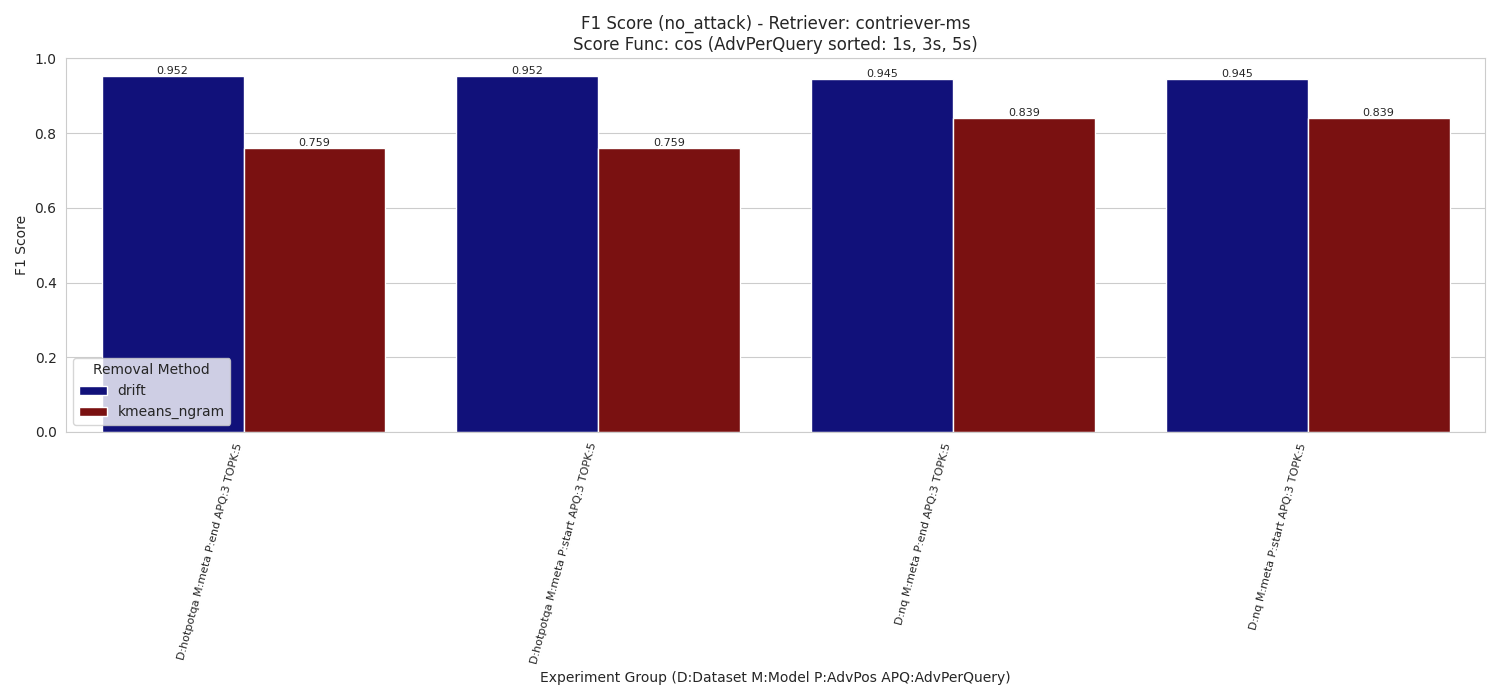 F1 Score (no_attack) - Retriever: contriever-ms
Score Func: cos (AdvPerQuery sorted: 1s, 3s, 5s)
F1 Score
1.0
0.8
0.6
0.4
0.2
0.0
0.952
0.759
0.952
0.759
0.945
0.839
0.945
0.839
Removal Method
drift
kmeans_ngram
D:hotpotqa M:meta P:end APQ:3 TOPK:5
D:hotpotqa M:meta P:start APQ:3 TOPK:5
D:nq M:meta P:end APQ:3 TOPK:5
D:nq M:meta P:start APQ:3 TOPK:5
Experiment Group (D:Dataset M:Model P:AdvPos APQ:AdvPerQuery)